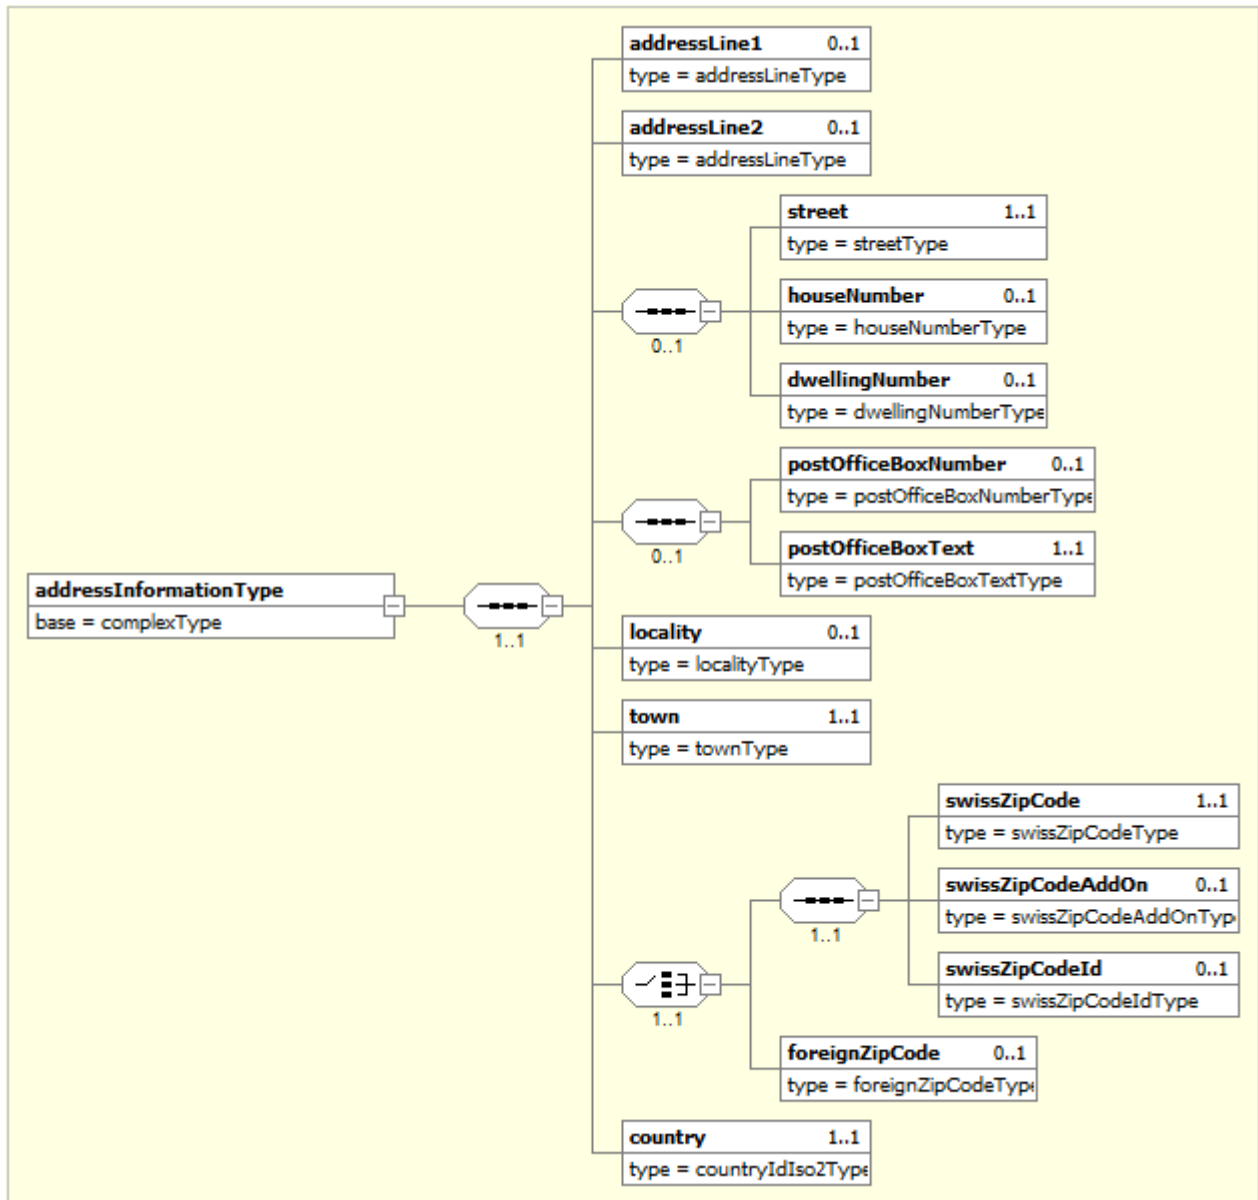 addressLine1 0..1
type = addressLineType
addressLine2 0..1
type = addressLineType
street 1..1
type = streetType
houseNumber 0..1
type = houseNumberType
0..1
dwellingNumber 0..1
type = dwellingNumberType
postOfficeBoxNumber 0..1
type = postOfficeBoxNumberType
0..1
postOfficeBoxText 1..1
type = postOfficeBoxTextType
addressInformationType
base = complexType
1..1
locality 0..1
type = localityType
town 1..1
type = townType
swissZipCode 1..1
type = swissZipCodeType
swissZipCodeAddOn 0..1
type = swissZipCodeAddOnTyp
1..1
swissZipCodeId 0..1
type = swissZipCodeIdType
1..1
foreignZipCode 0..1
type = foreignZipCodeType
country 1..1
type = countryIdIso2Type